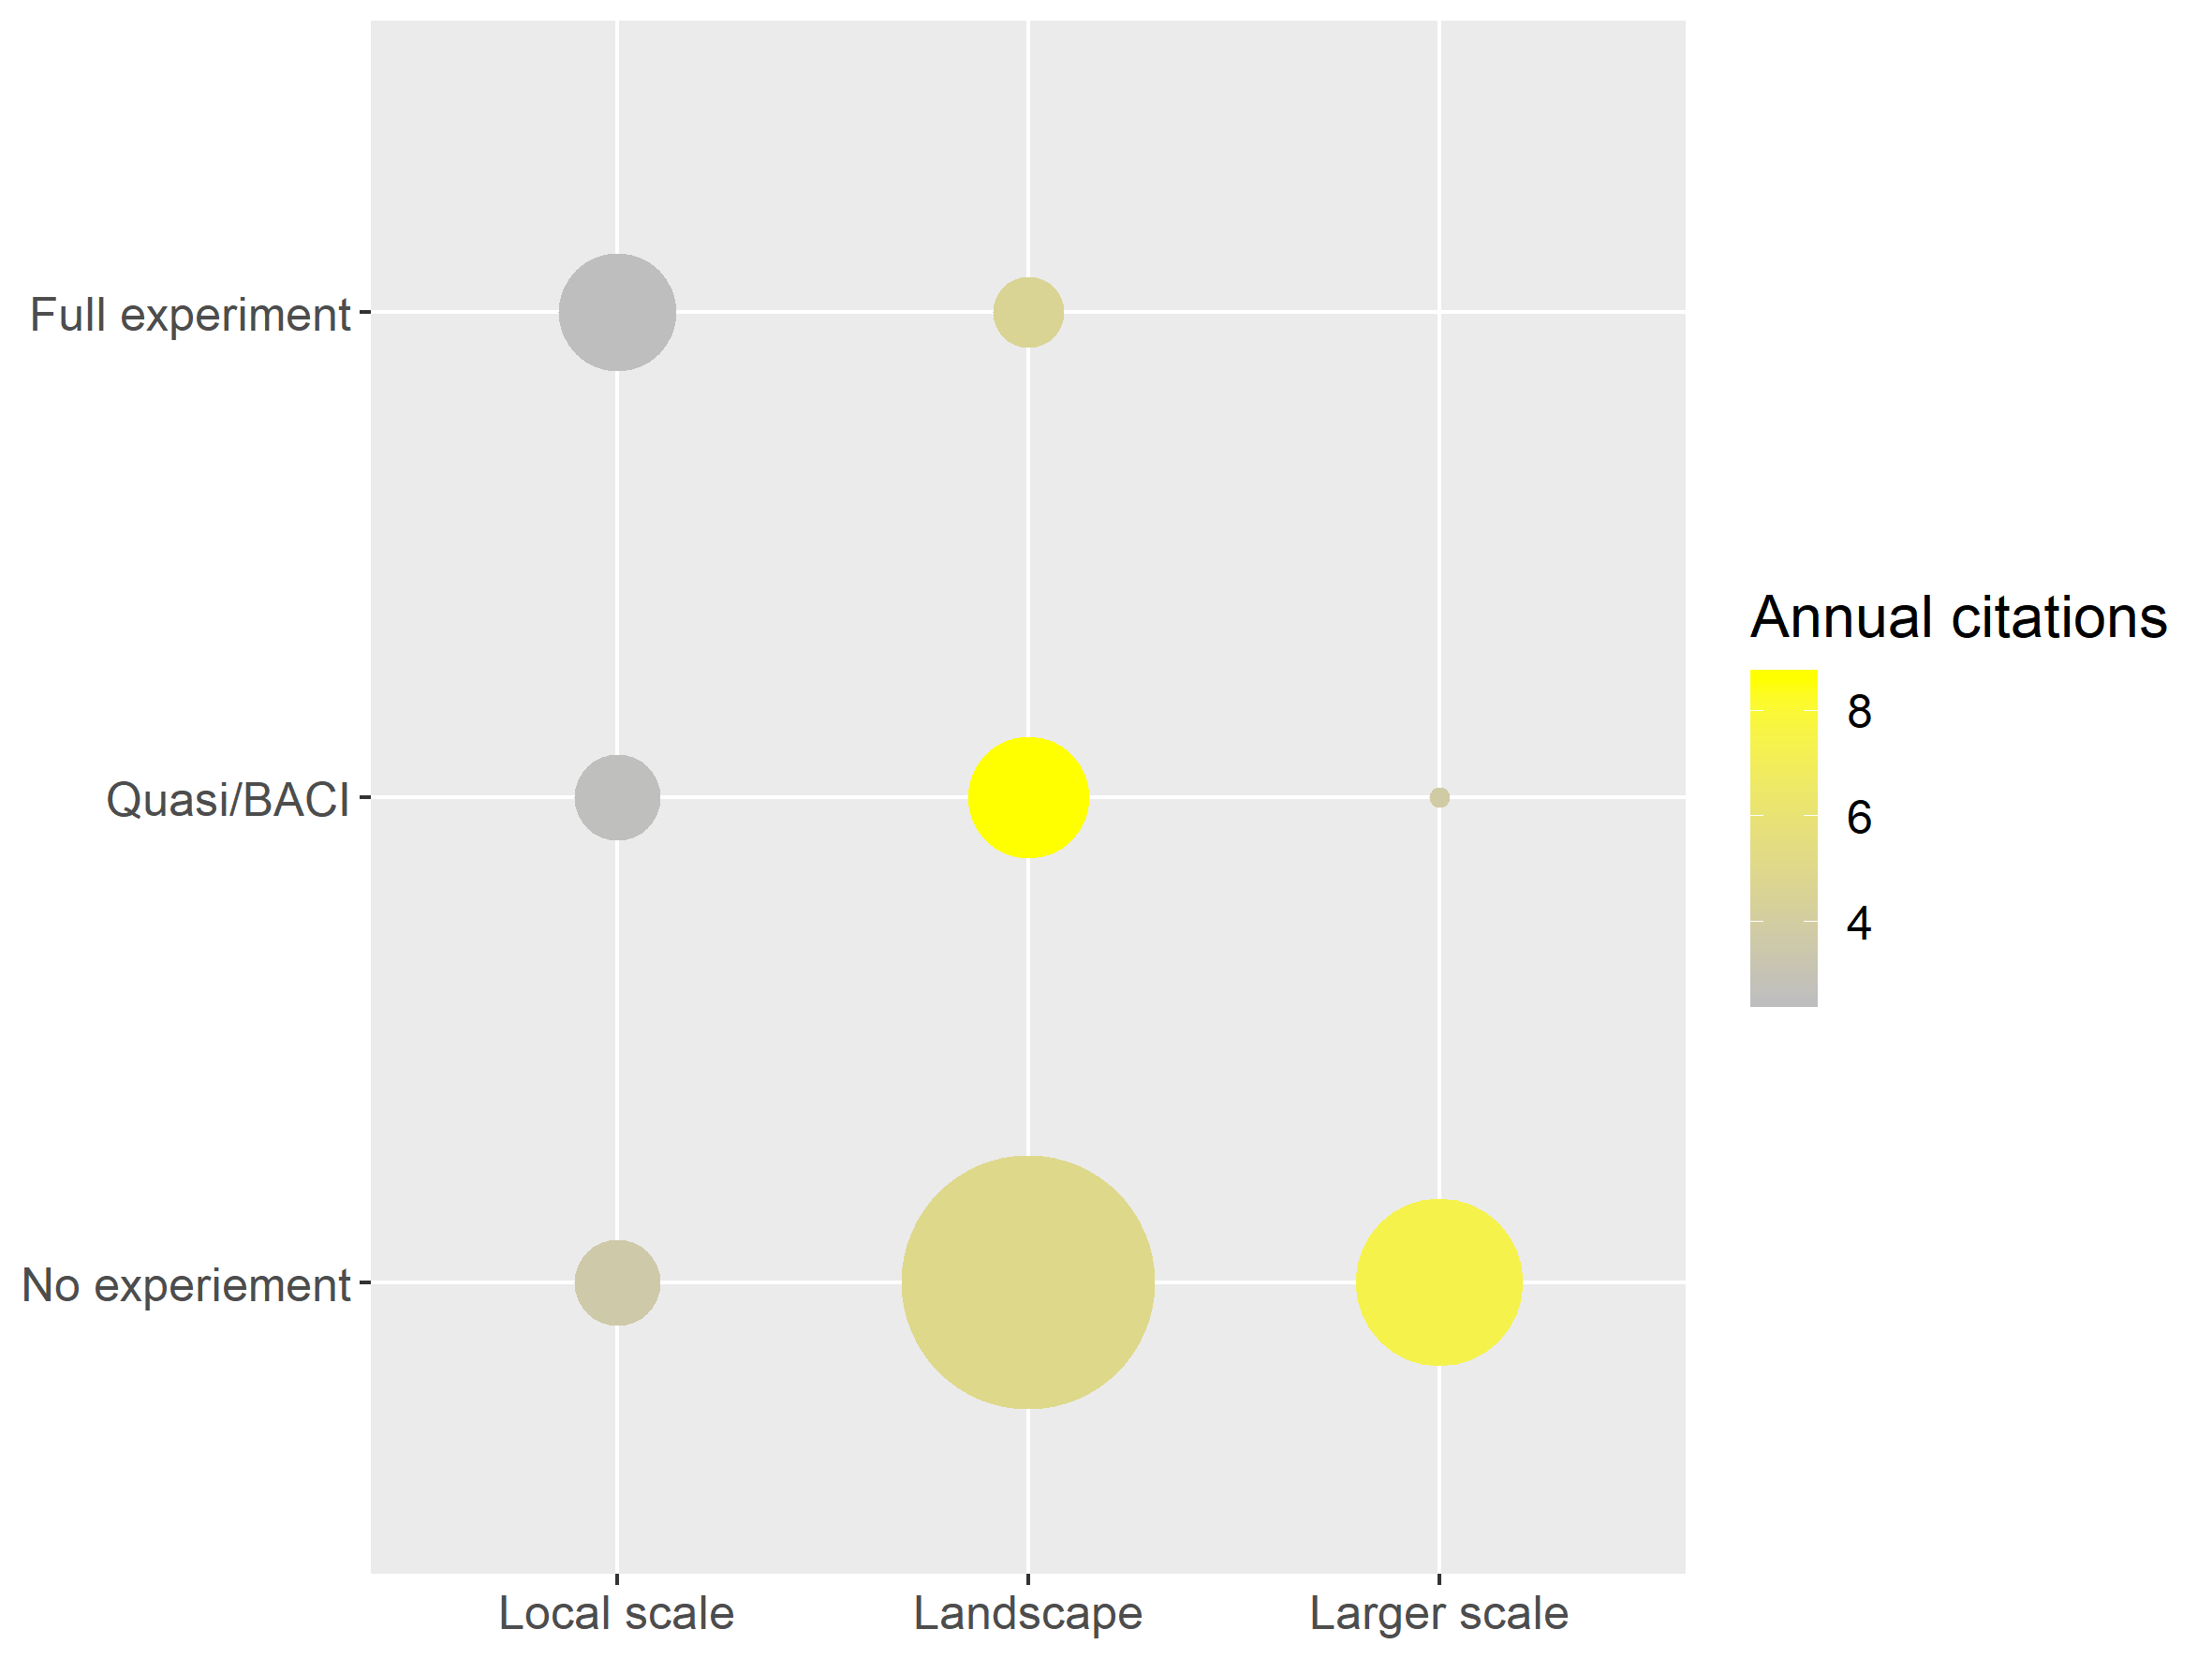 Full experiment
Quasi/BACI
No experiement
Local scale
Landscape
Larger scale
Annual citations
8
6
4